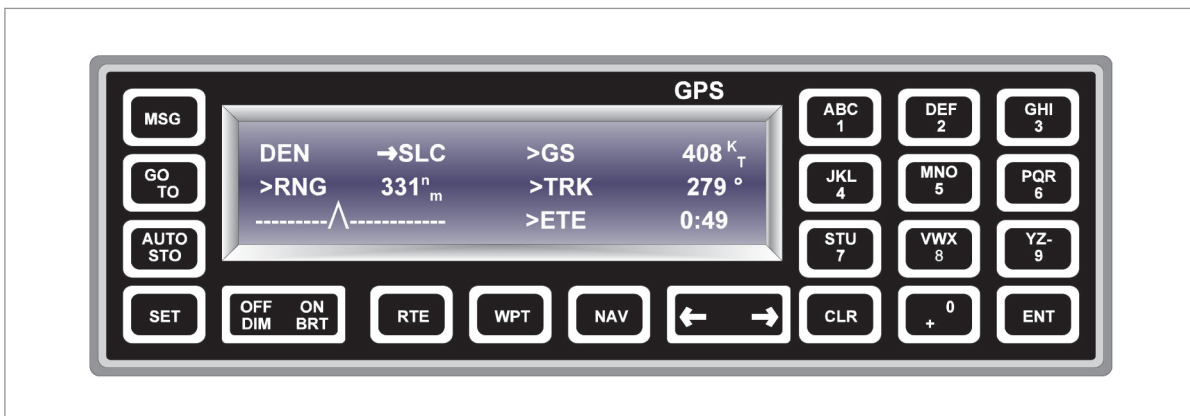 GPS
MSG
DEN →SLC >GS 408 KT
>RNG 331nm >TRK 279 °
---------/\------------ >ETE 0:49
GO TO
AUTO STO
SET
OFF ON
DIM BRT
RTE
WPT
NAV
← →
ABC
1
DEF
2
GHI
3
JKL
4
MNO
5
PQR
6
STU
7
VWX
8
YZ-
9
CLR
+ 0
ENT